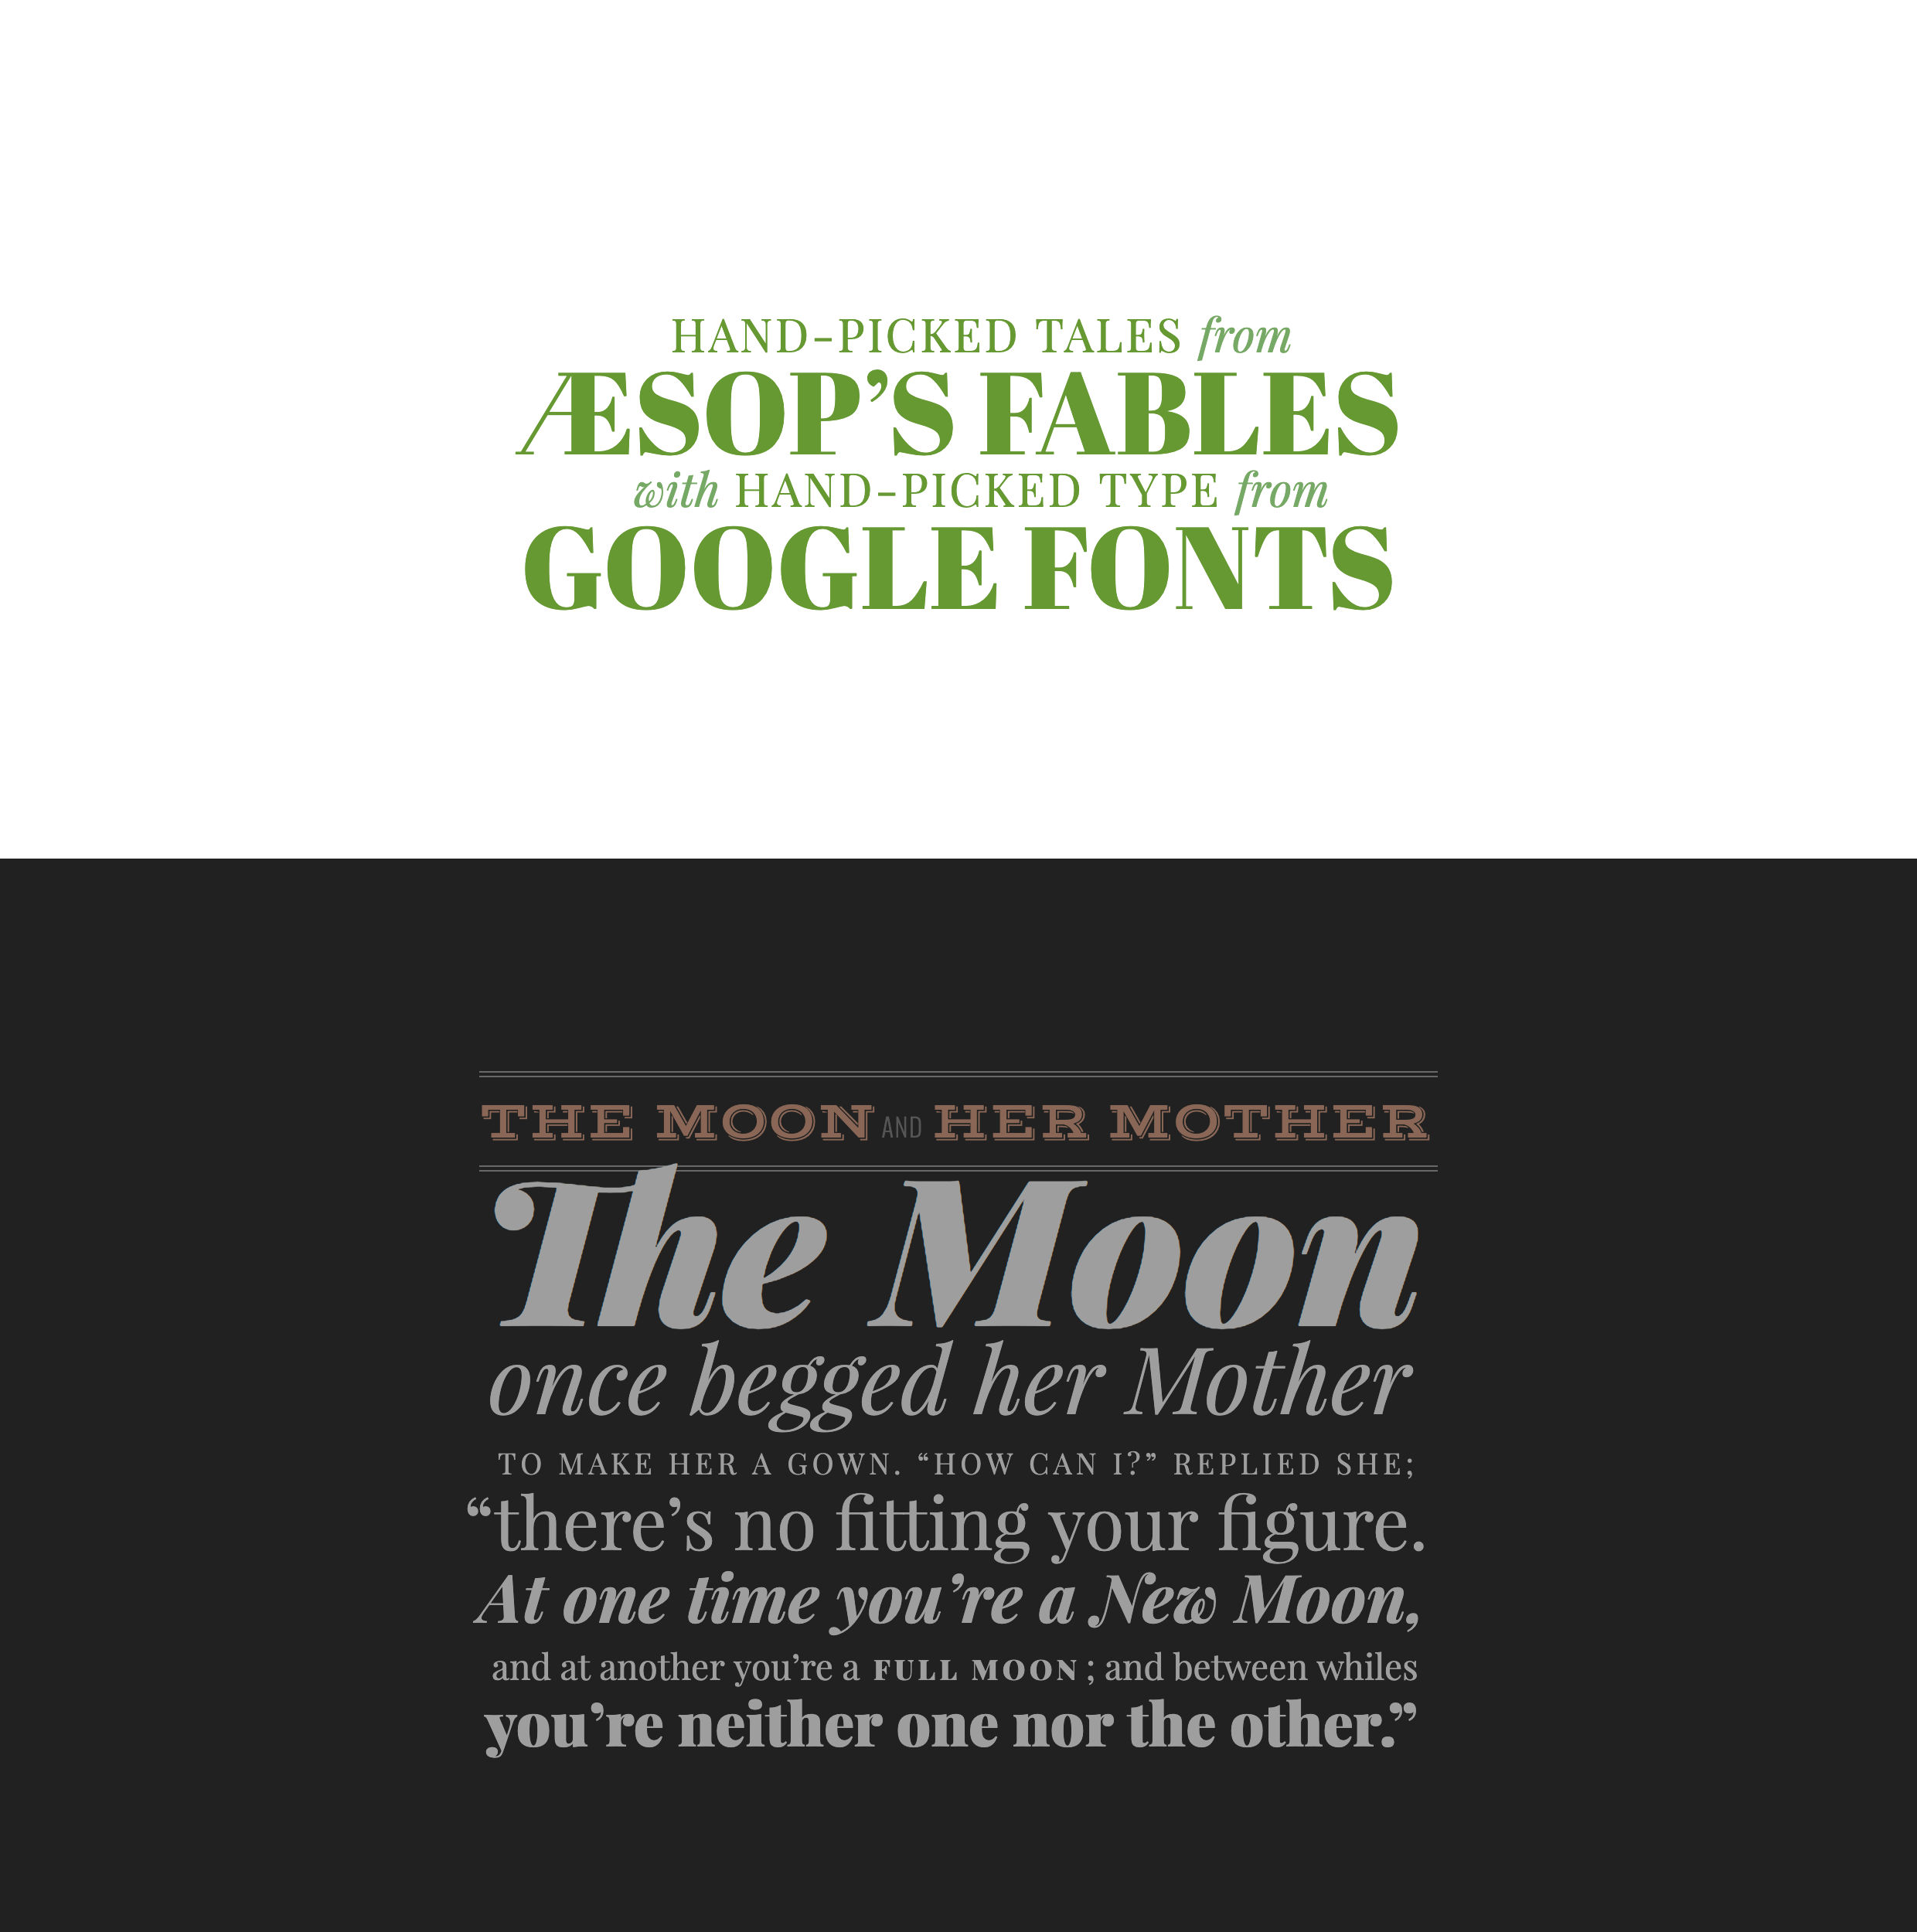 HAND-PICKED TALES from
ÆSOP’S FABLES
with HAND-PICKED TYPE from
GOOGLE FONTS
THE MOON AND HER MOTHER
The Moon
once begged her Mother
TO MAKE HER A GOWN. “HOW CAN I?” REPLIED SHE;
“there’s no fitting your figure.
At one time you’re a New Moon,
and at another you’re a FULL MOON; and between whiles
you’re neither one nor the other.”